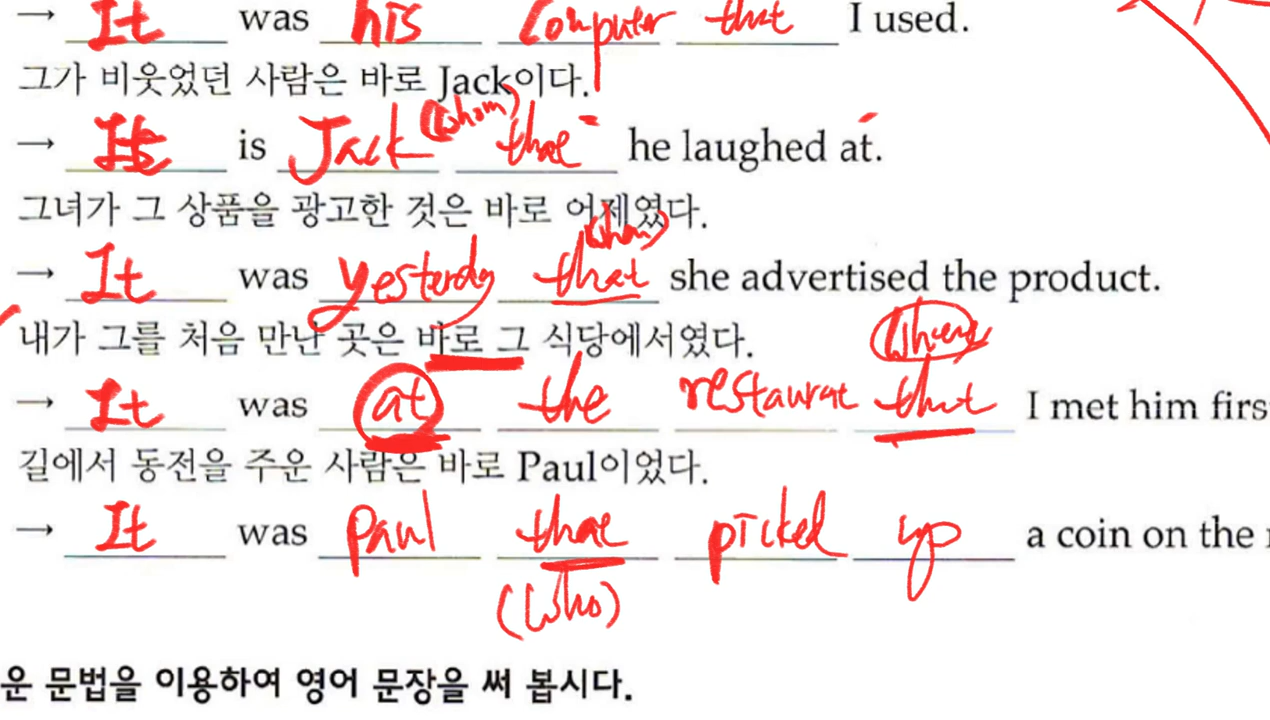 → It was his Computer that I used.
그가 비웃었던 사람은 바로 Jack이다.
(whom)
→ It is Jack that he laughed at.
그녀가 그 상품을 광고한 것은 바로 어제였다.
(when)
→ It was yesterday that she advertised the product.
내가 그를 처음 만난 곳은 바로 그 식당에서였다.
(where)
→ It was at the restaurat that I met him firs
길에서 동전을 주운 사람은 바로 Paul이었다.
→ It was paul that picked up a coin on the
(who)
운 문법을 이용하여 영어 문장을 써 봅시다.